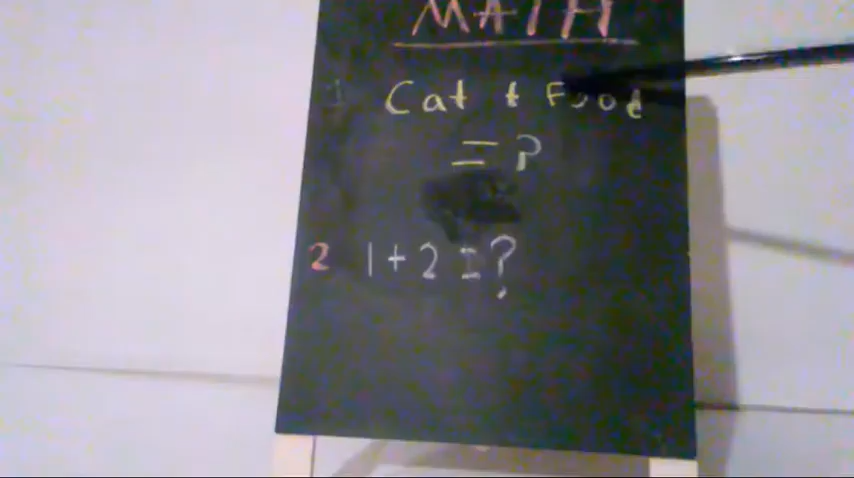 MATH
1 Cat + Food
= ?
2 1+2=?